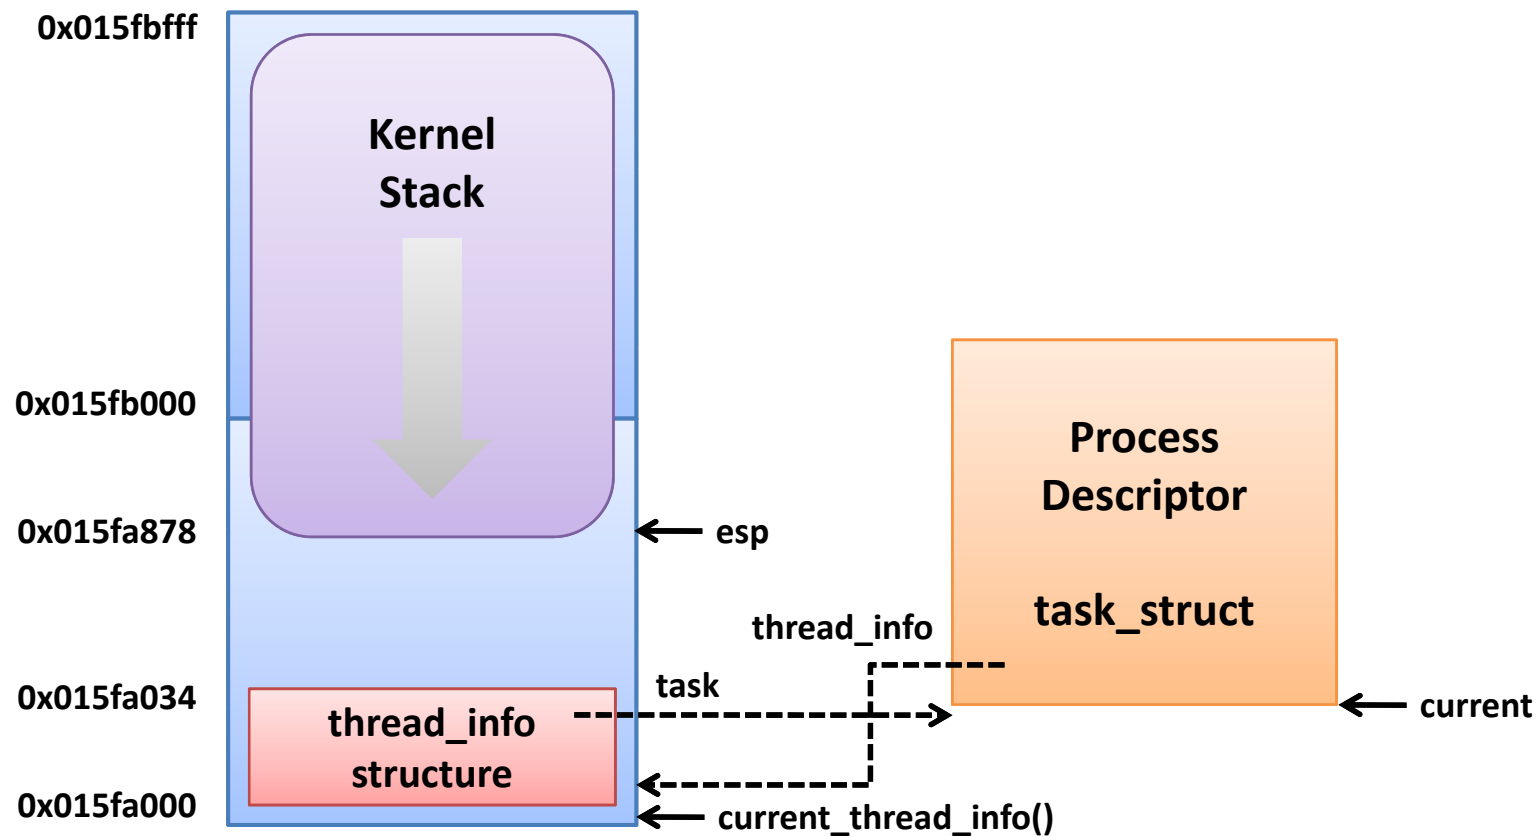 0x015fbfff
Kernel
Stack
0x015fb000
Process
Descriptor
0x015fa878
esp
task_struct
thread_info
0x015fa034
task
current
thread_info
structure
0x015fa000
current_thread_info()